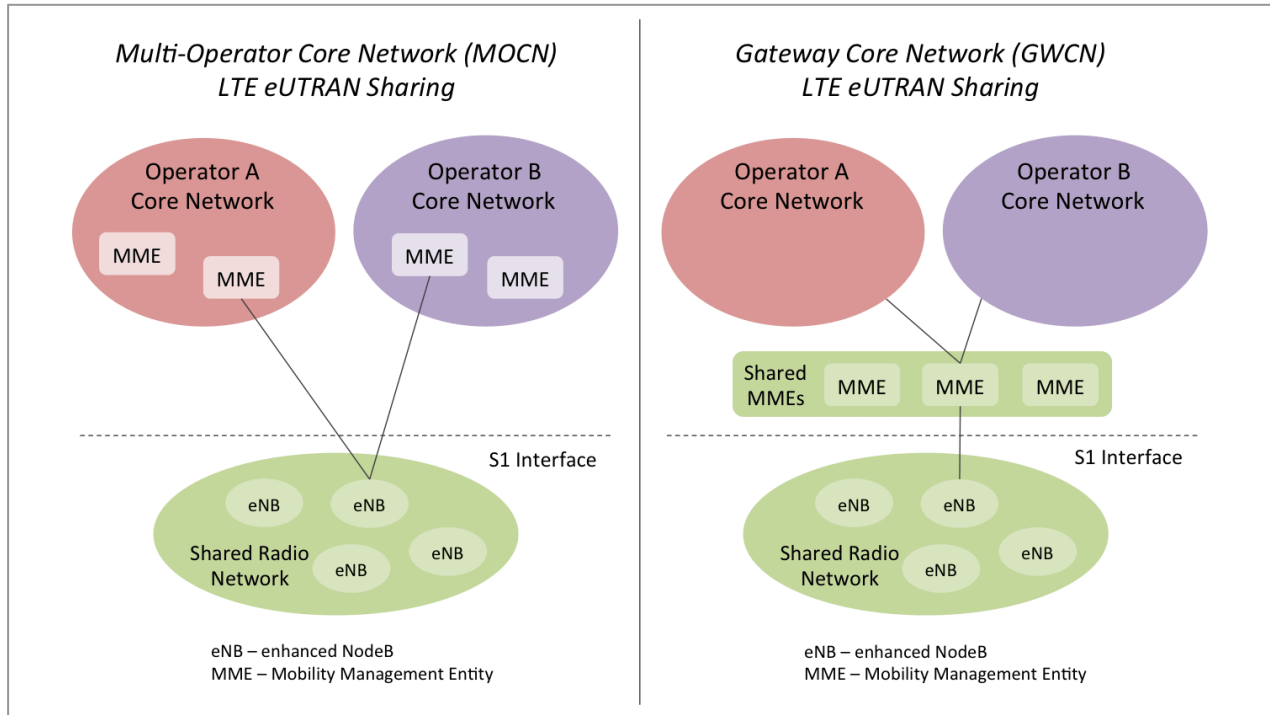 Multi-Operator Core Network (MOCN)
LTE eUTRAN Sharing
Operator A
Core Network
MME
MME
Operator B
Core Network
MME
MME
S1 Interface
eNB
eNB
eNB
eNB
Shared Radio
Network
eNB – enhanced NodeB
MME – Mobility Management Entity
Gateway Core Network (GWCN)
LTE eUTRAN Sharing
Operator A
Core Network
Operator B
Core Network
Shared
MMEs
MME
MME
MME
S1 Interface
eNB
eNB
eNB
eNB
Shared Radio
Network
eNB – enhanced NodeB
MME – Mobility Management Entity